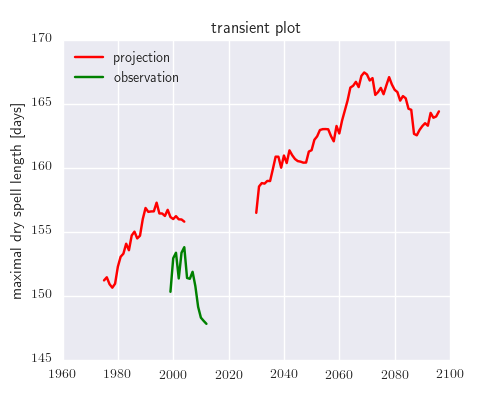 transient plot
projection
observation
maximal dry spell length [days]
170
165
160
155
150
145
1960 1980 2000 2020 2040 2060 2080 2100